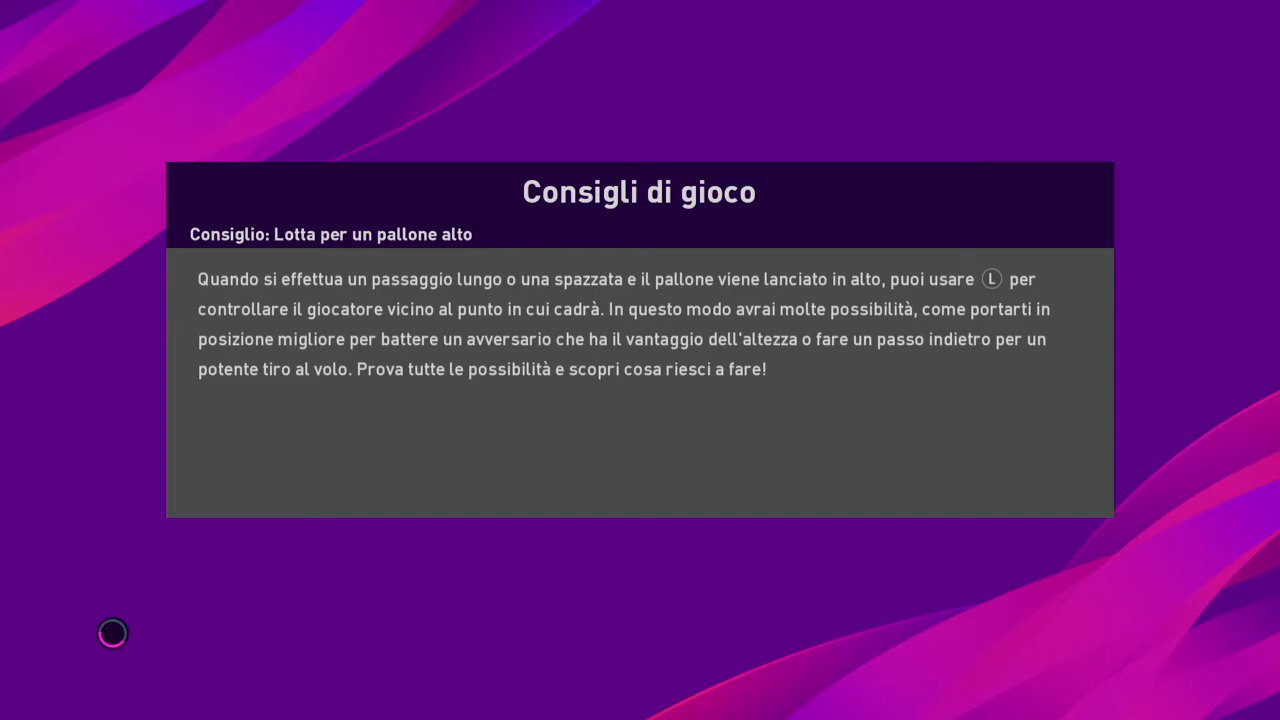 Consigli di gioco
Consiglio: Lotta per un pallone alto
Quando si effettua un passaggio lungo o una spazzata e il pallone viene lanciato in alto, puoi usare L per
controllare il giocatore vicino al punto in cui cadrà. In questo modo avrai molte possibilità, come portarti in
posizione migliore per battere un avversario che ha il vantaggio dell'altezza o fare un passo indietro per un
potente tiro al volo. Prova tutte le possibilità e scopri cosa riesci a fare!